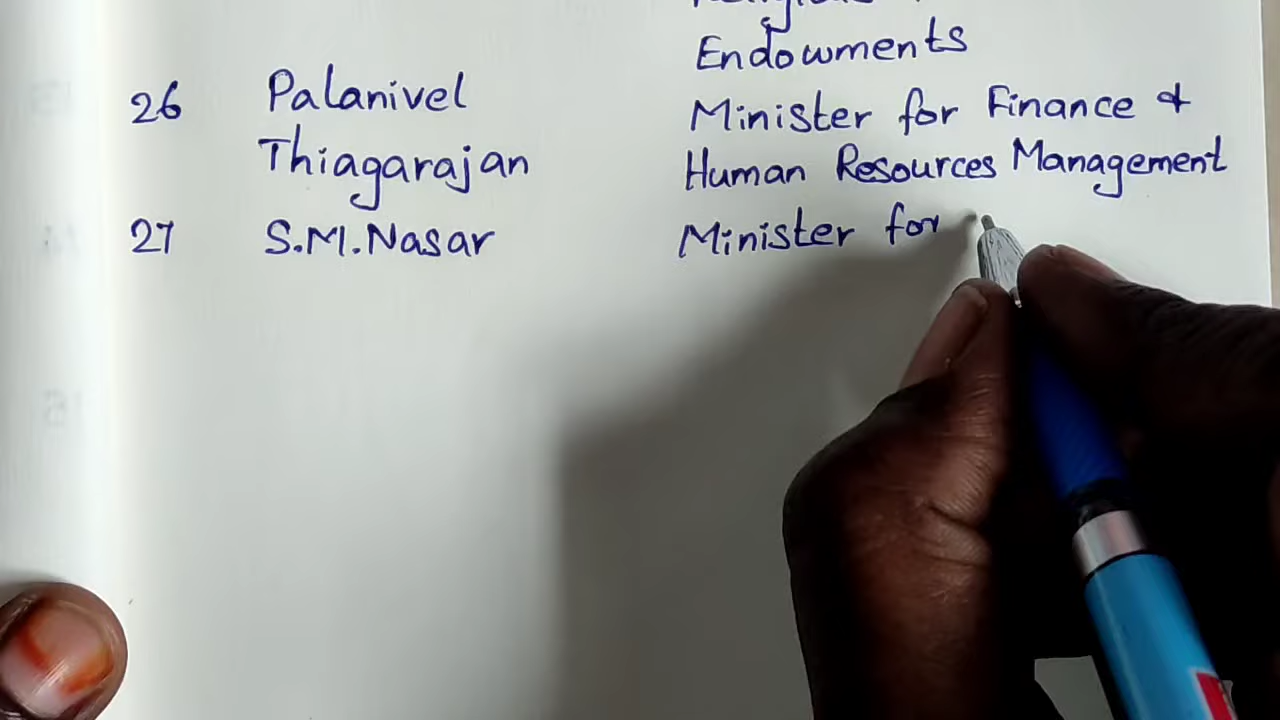 Endowments
26 Palanivel Minister for Finance &
Thiagarajan Human Resources Management
27 S.M.Nasar Minister for